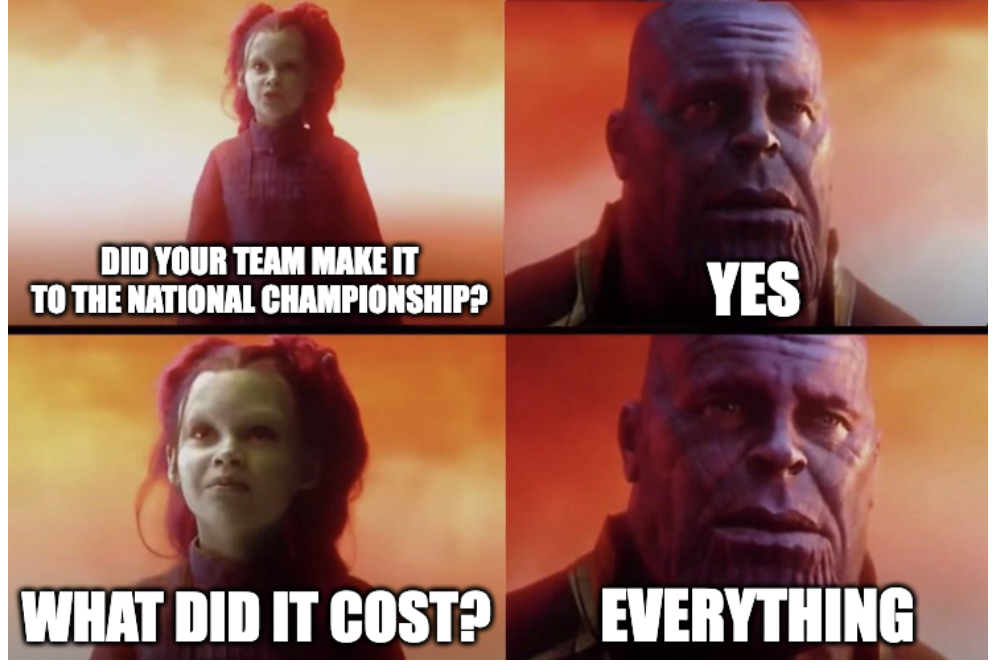 DID YOUR TEAM MAKE IT
TO THE NATIONAL CHAMPIONSHIP?
YES
WHAT DID IT COST?
EVERYTHING